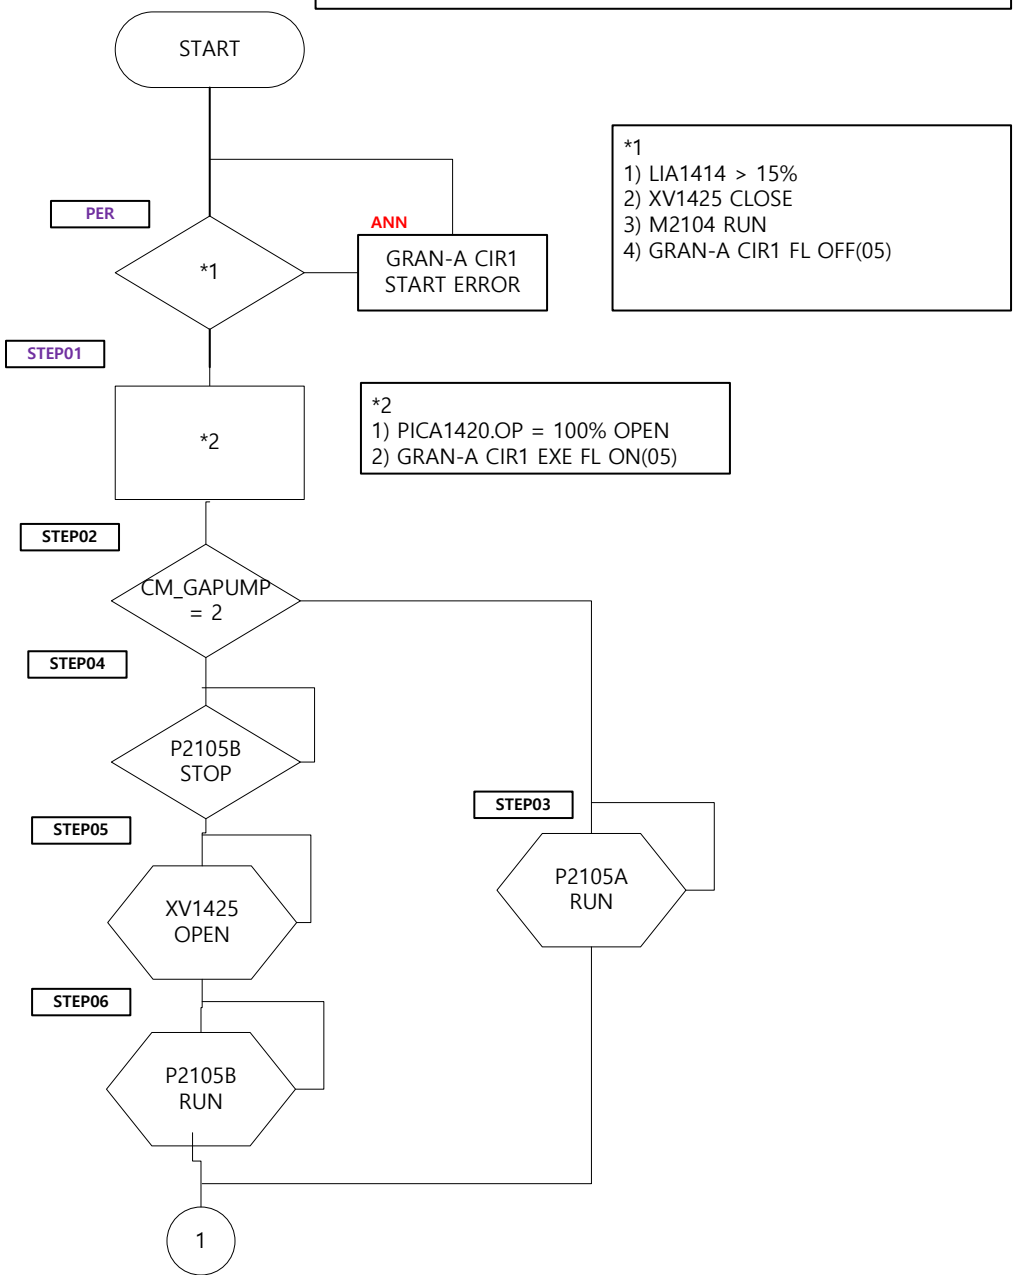 START
*1
1) LIA1414 > 15%
2) XV1425 CLOSE
3) M2104 RUN
4) GRAN-A CIR1 FL OFF(05)
PER
ANN
*1
GRAN-A CIR1
START ERROR
STEP01
*2
*2
1) PICA1420.OP = 100% OPEN
2) GRAN-A CIR1 EXE FL ON(05)
STEP02
CM_GAPUMP
= 2
STEP04
P2105B
STOP
STEP03
STEP05
P2105A
RUN
XV1425
OPEN
STEP06
P2105B
RUN
1